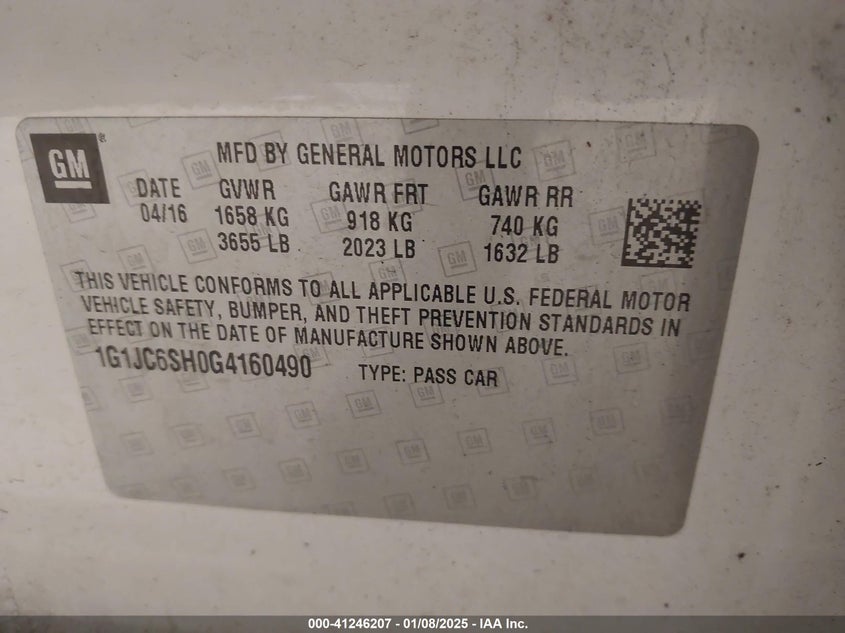 GM ®
MFD BY GENERAL MOTORS LLC
DATE GVWR GAWR FRT GAWR RR
04/16 1658 KG 918 KG 740 KG
3655 LB 2023 LB 1632 LB
THIS VEHICLE CONFORMS TO ALL APPLICABLE U.S. FEDERAL MOTOR
VEHICLE SAFETY, BUMPER, AND THEFT PREVENTION STANDARDS IN
EFFECT ON THE DATE OF MANUFACTURE SHOWN ABOVE.
1G1JC6SH0G4160490 TYPE: PASS CAR
000-41246207 - 01/08/2025 - IAA Inc.